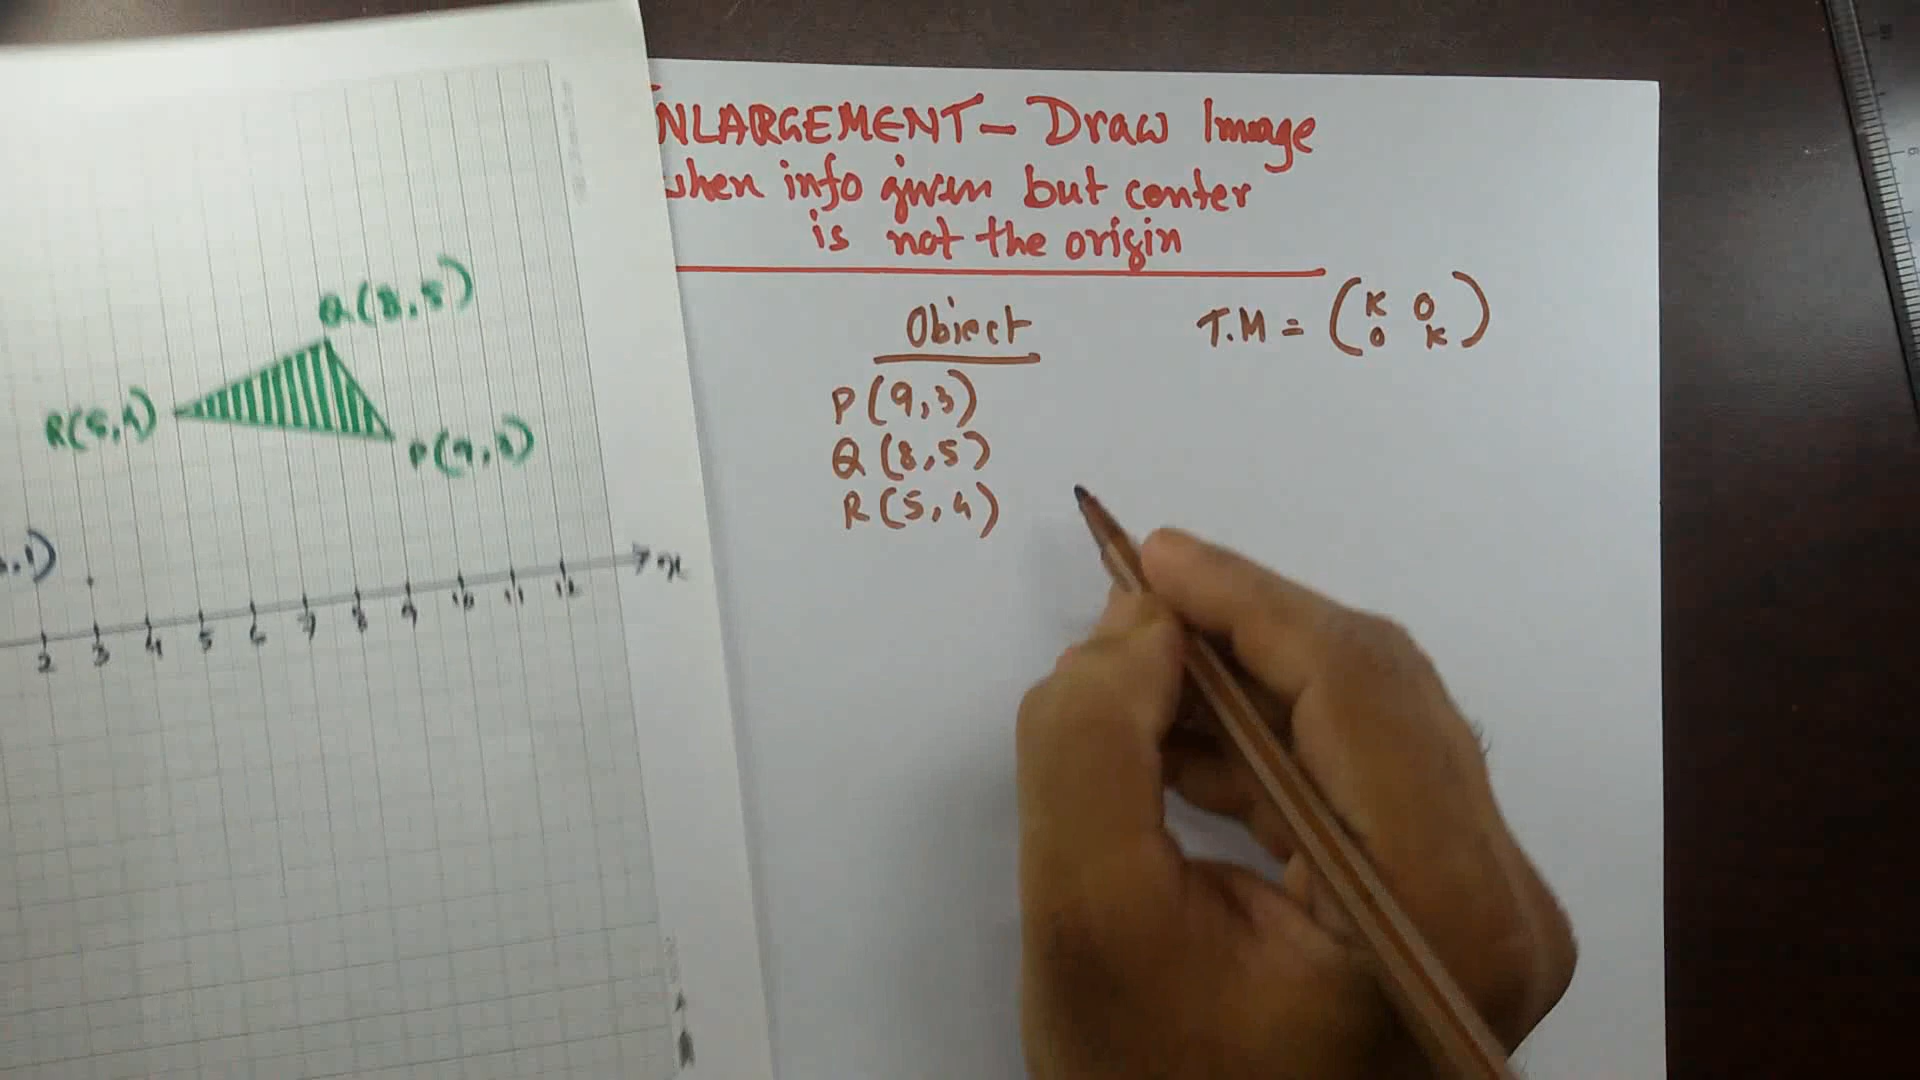 NLARGEMENT - Draw Image
when info given but center
is not the origin
Object
T.M = (K 0
0 K)
P(9,3)
Q(8,5)
R(5,4)
Q(8,5)
R(5,4)
P(9,3)
,1)
x
2 3 4 5 6 7 8 9 10 11 12